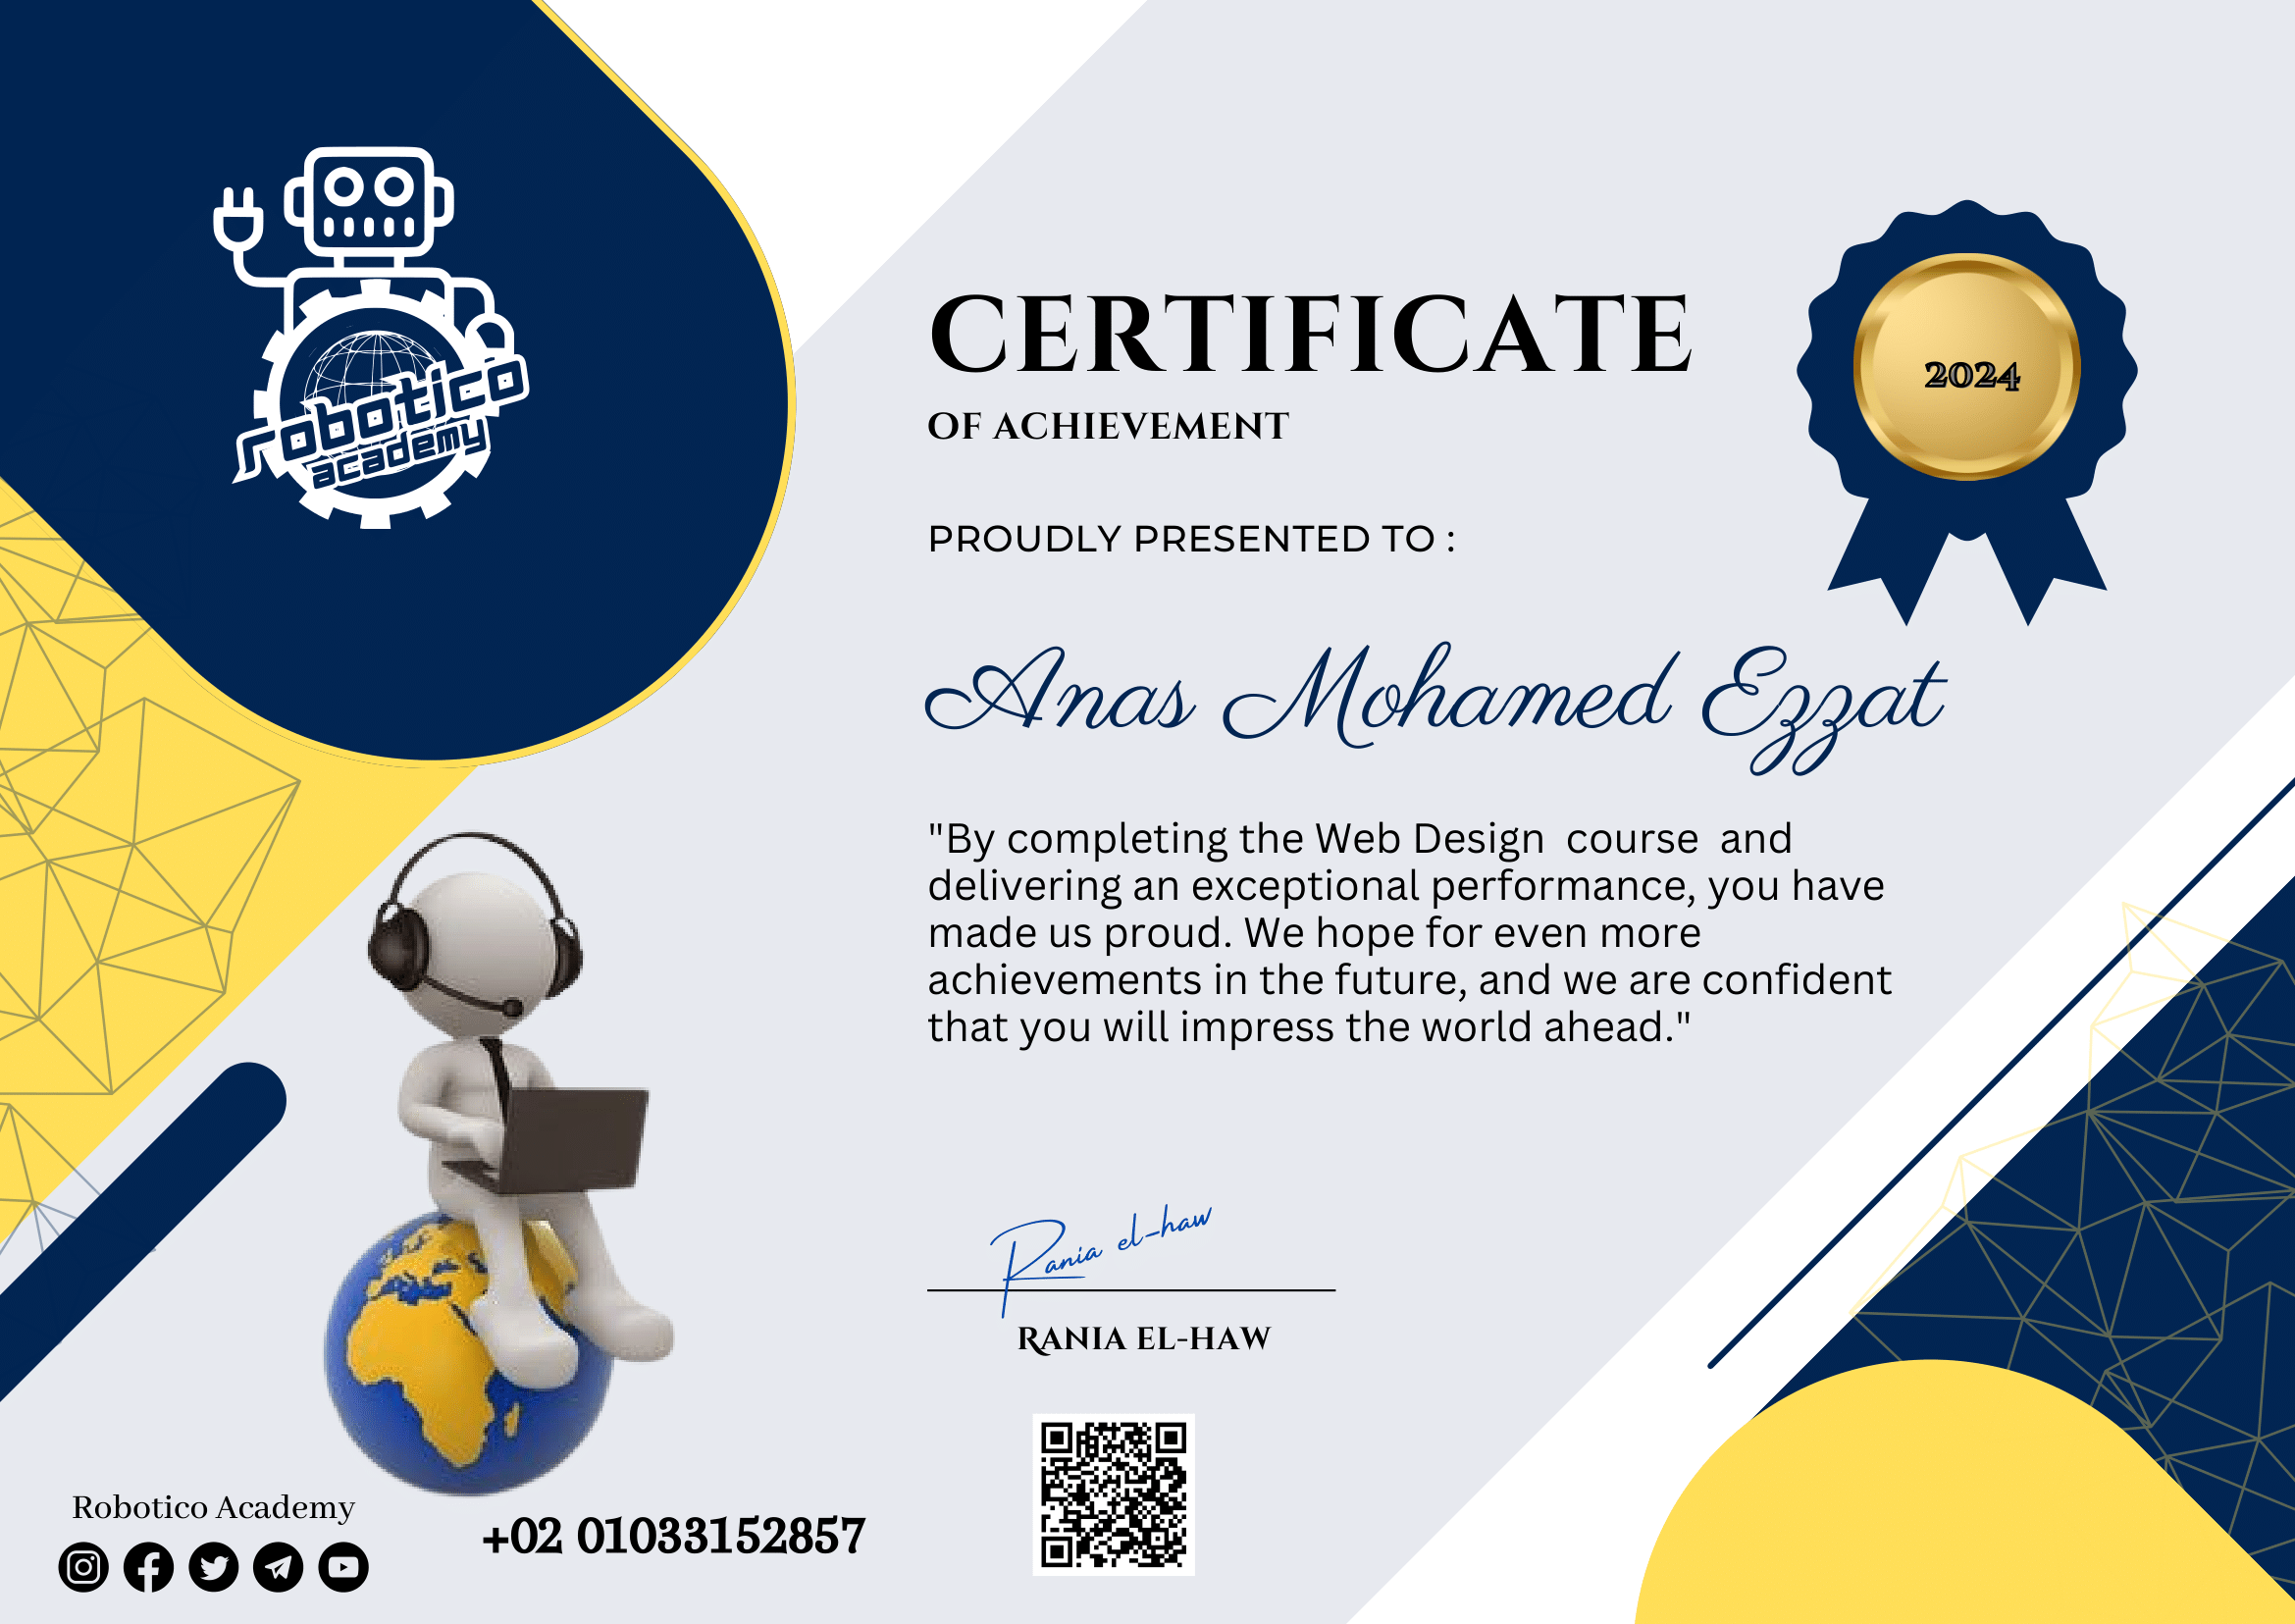 robotico
academy
CERTIFICATE
OF ACHIEVEMENT
2024
PROUDLY PRESENTED TO :
Anas Mohamed Ezzat
"By completing the Web Design course and
delivering an exceptional performance, you have
made us proud. We hope for even more
achievements in the future, and we are confident
that you will impress the world ahead."
Rania el-haw
RANIA EL-HAW
Robotico Academy
+02 01033152857